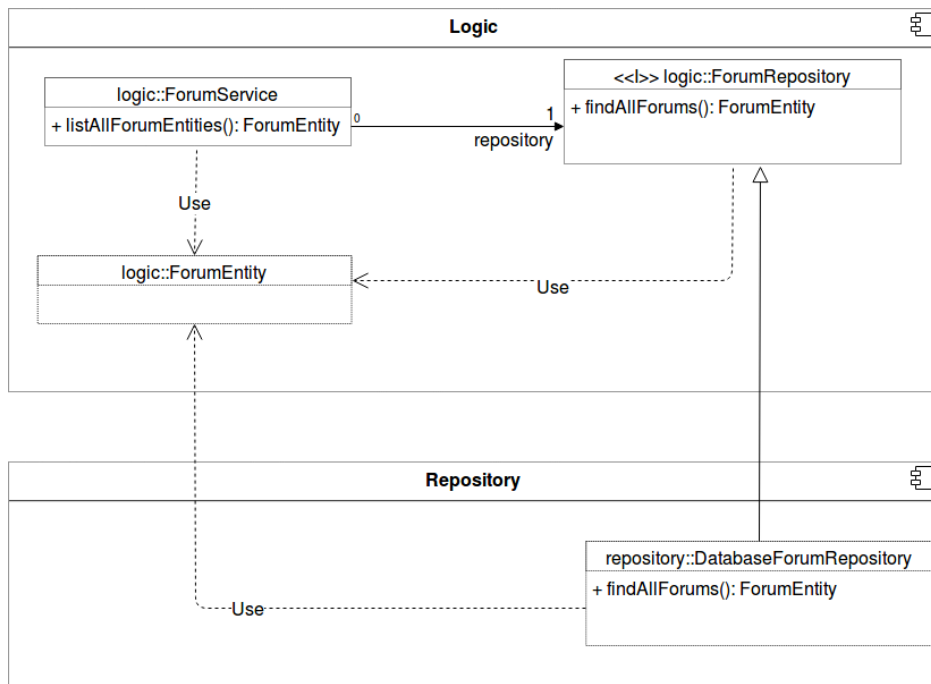 Logic
logic::ForumService
+ listAllForumEntities(): ForumEntity
<<I>> logic::ForumRepository
+ findAllForums(): ForumEntity
0
1
repository
Use
logic::ForumEntity
Use
Repository
repository::DatabaseForumRepository
+ findAllForums(): ForumEntity
Use